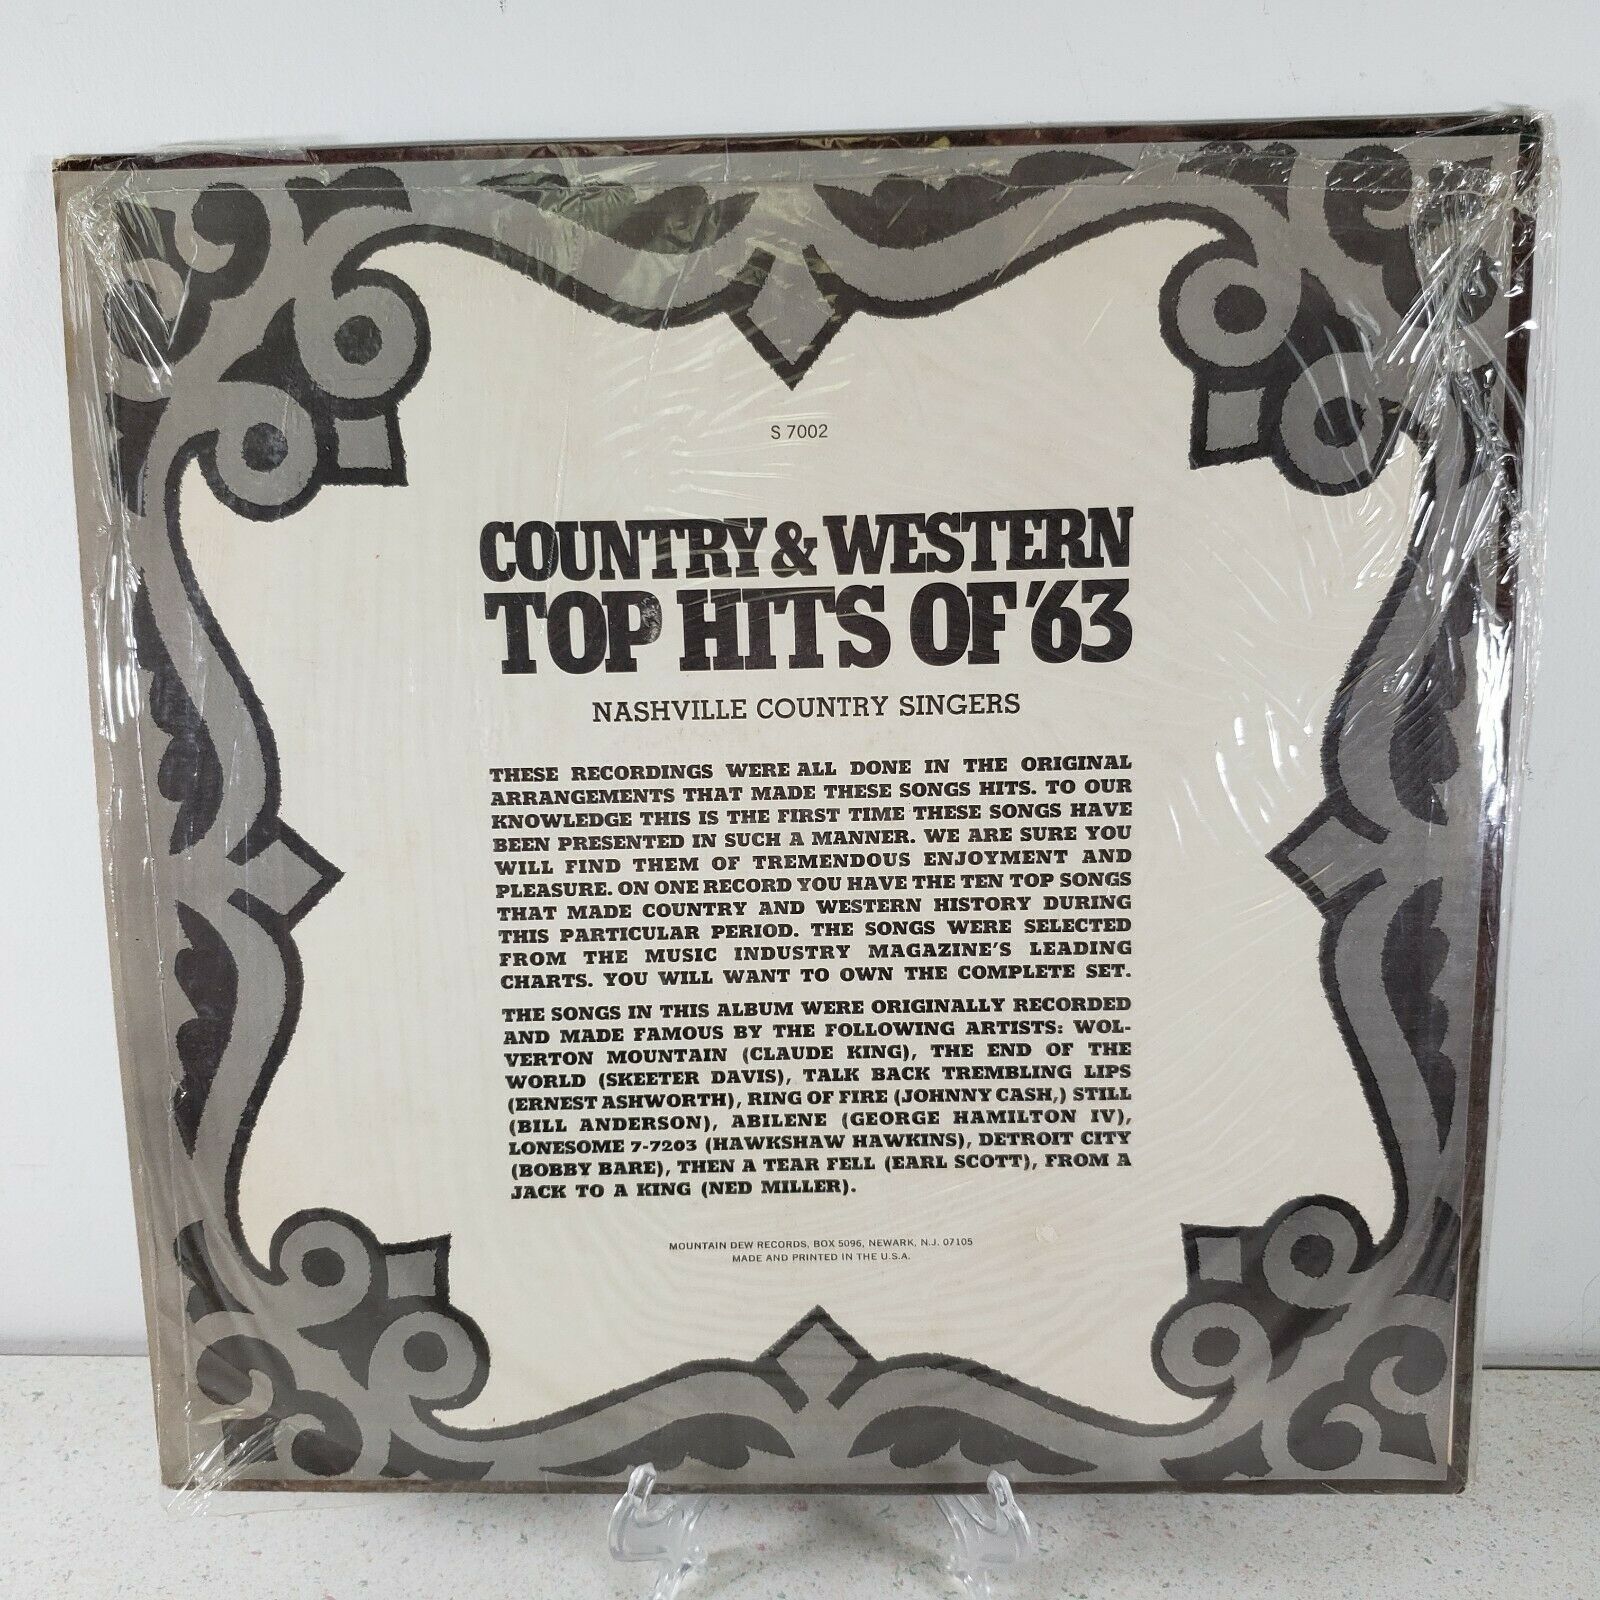 S 7002
COUNTRY & WESTERN
TOP HITS OF '63
NASHVILLE COUNTRY SINGERS
THESE RECORDINGS WERE ALL DONE IN THE ORIGINAL
ARRANGEMENTS THAT MADE THESE SONGS HITS. TO OUR
KNOWLEDGE THIS IS THE FIRST TIME THESE SONGS HAVE
BEEN PRESENTED IN SUCH A MANNER. WE ARE SURE YOU
WILL FIND THEM OF TREMENDOUS ENJOYMENT AND
PLEASURE. ON ONE RECORD YOU HAVE THE TEN TOP SONGS
THAT MADE COUNTRY AND WESTERN HISTORY DURING
THIS PARTICULAR PERIOD. THE SONGS WERE SELECTED
FROM THE MUSIC INDUSTRY MAGAZINE'S LEADING
CHARTS. YOU WILL WANT TO OWN THE COMPLETE SET.
THE SONGS IN THIS ALBUM WERE ORIGINALLY RECORDED
AND MADE FAMOUS BY THE FOLLOWING ARTISTS: WOL-
VERTON MOUNTAIN (CLAUDE KING), THE END OF THE
WORLD (SKEETER DAVIS), TALK BACK TREMBLING LIPS
(ERNEST ASHWORTH), RING OF FIRE (JOHNNY CASH,) STILL
(BILL ANDERSON), ABILENE (GEORGE HAMILTON IV),
LONESOME 7-7203 (HAWKSHAW HAWKINS), DETROIT CITY
(BOBBY BARE), THEN A TEAR FELL (EARL SCOTT), FROM A
JACK TO A KING (NED MILLER).
MOUNTAIN DEW RECORDS, BOX 5096, NEWARK, N.J. 07105
MADE AND PRINTED IN THE U.S.A.